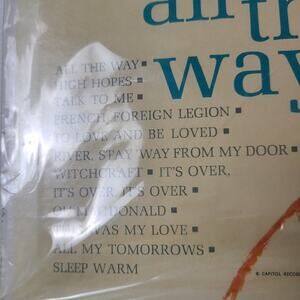 all
th
way
ALL THE WAY ■
HIGH HOPES ■
TALK TO ME ■
FRENCH FOREIGN LEGION ■
TO LOVE AND BE LOVED ■
RIVER, STAY 'WAY FROM MY DOOR ■
WITCHCRAFT ■ IT'S OVER,
IT'S OVER, IT'S OVER ■
OL' MACDONALD ■
WAS MY LOVE ■
ALL MY TOMORROWS ■
SLEEP WARM
® CAPITOL RECOR